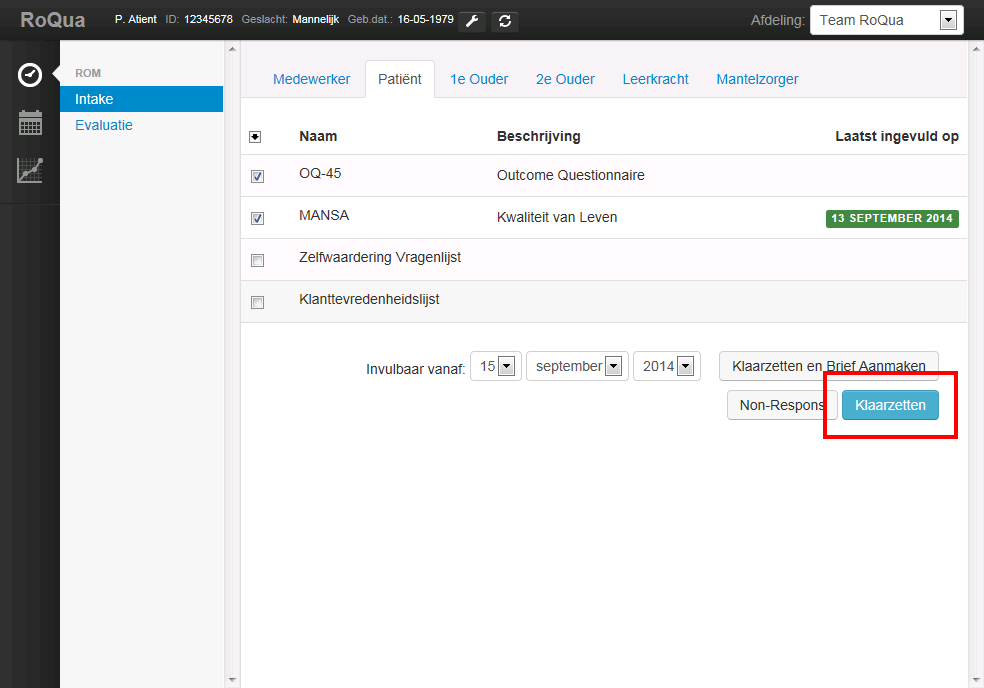 RoQua P. Atient ID: 12345678 Geslacht: Mannelijk Geb.dat.: 16-05-1979 Afdeling: Team RoQua
ROM
Intake
Evaluatie
Medewerker Patiënt 1e Ouder 2e Ouder Leerkracht Mantelzorger
Naam Beschrijving Laatst ingevuld op
OQ-45 Outcome Questionnaire
MANSA Kwaliteit van Leven 13 SEPTEMBER 2014
Zelfwaardering Vragenlijst
Klanttevredenheidslijst
Invulbaar vanaf: 15 september 2014 Klaarzetten en Brief Aanmaken
Non-Respons Klaarzetten